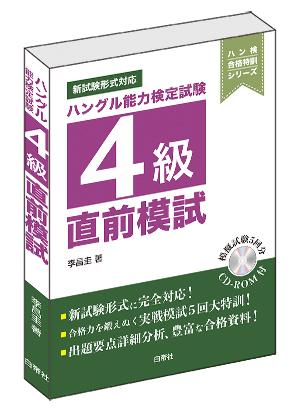 ハングル能力検定試験
4級
直前模試
李昌圭著
新試験形式対応
ハン検
合格特訓
シリーズ
ハングル能力検定試験
4級
直前模試
李昌圭 著
模擬試験5回分
CD-ROM付
■新試験形式に完全対応!
■合格力を鍛えぬく実戦模試5回大特訓!
■出題要点詳細分析、豊富な合格資料!
白帝社